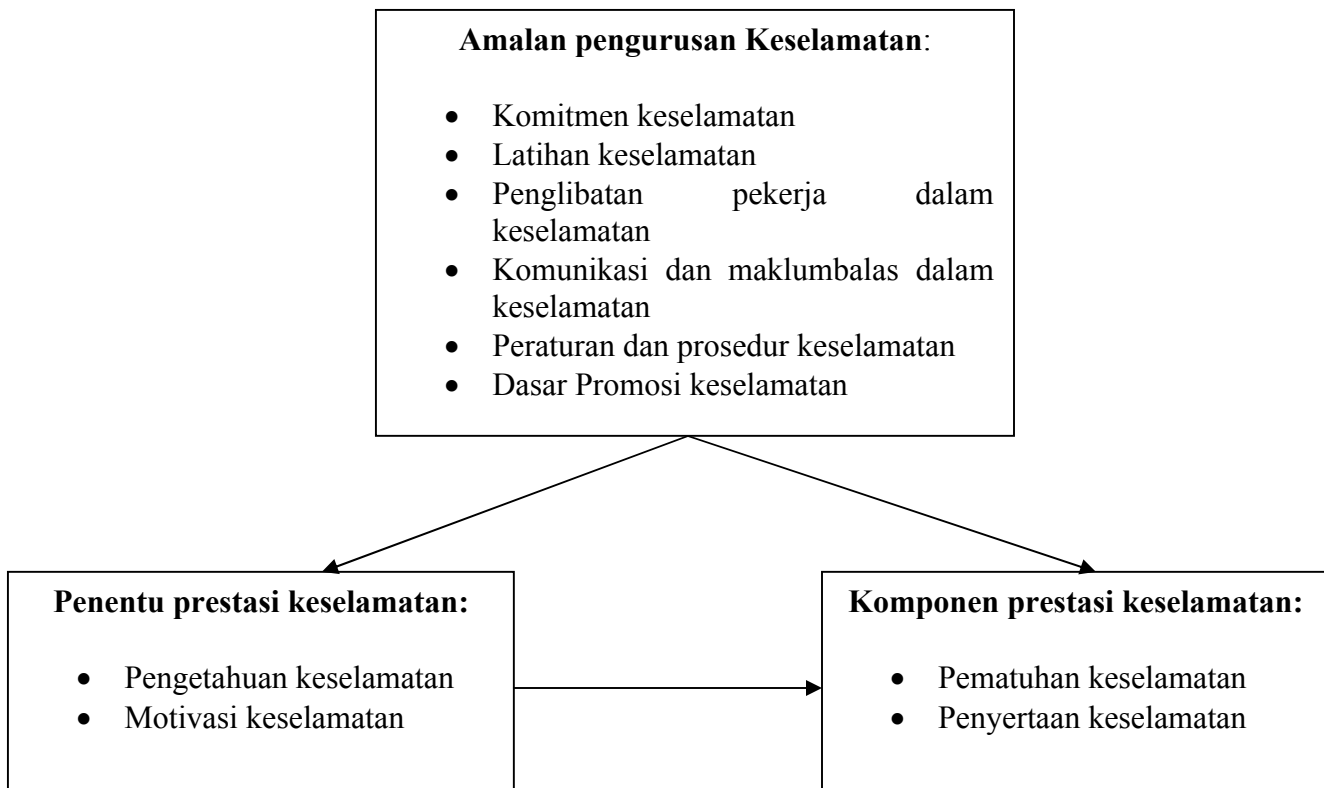 Amalan pengurusan Keselamatan:
• Komitmen keselamatan
• Latihan keselamatan
• Penglibatan pekerja dalam
keselamatan
• Komunikasi dan maklumbalas dalam
keselamatan
• Peraturan dan prosedur keselamatan
• Dasar Promosi keselamatan
Penentu prestasi keselamatan:
• Pengetahuan keselamatan
• Motivasi keselamatan
Komponen prestasi keselamatan:
• Pematuhan keselamatan
• Penyertaan keselamatan